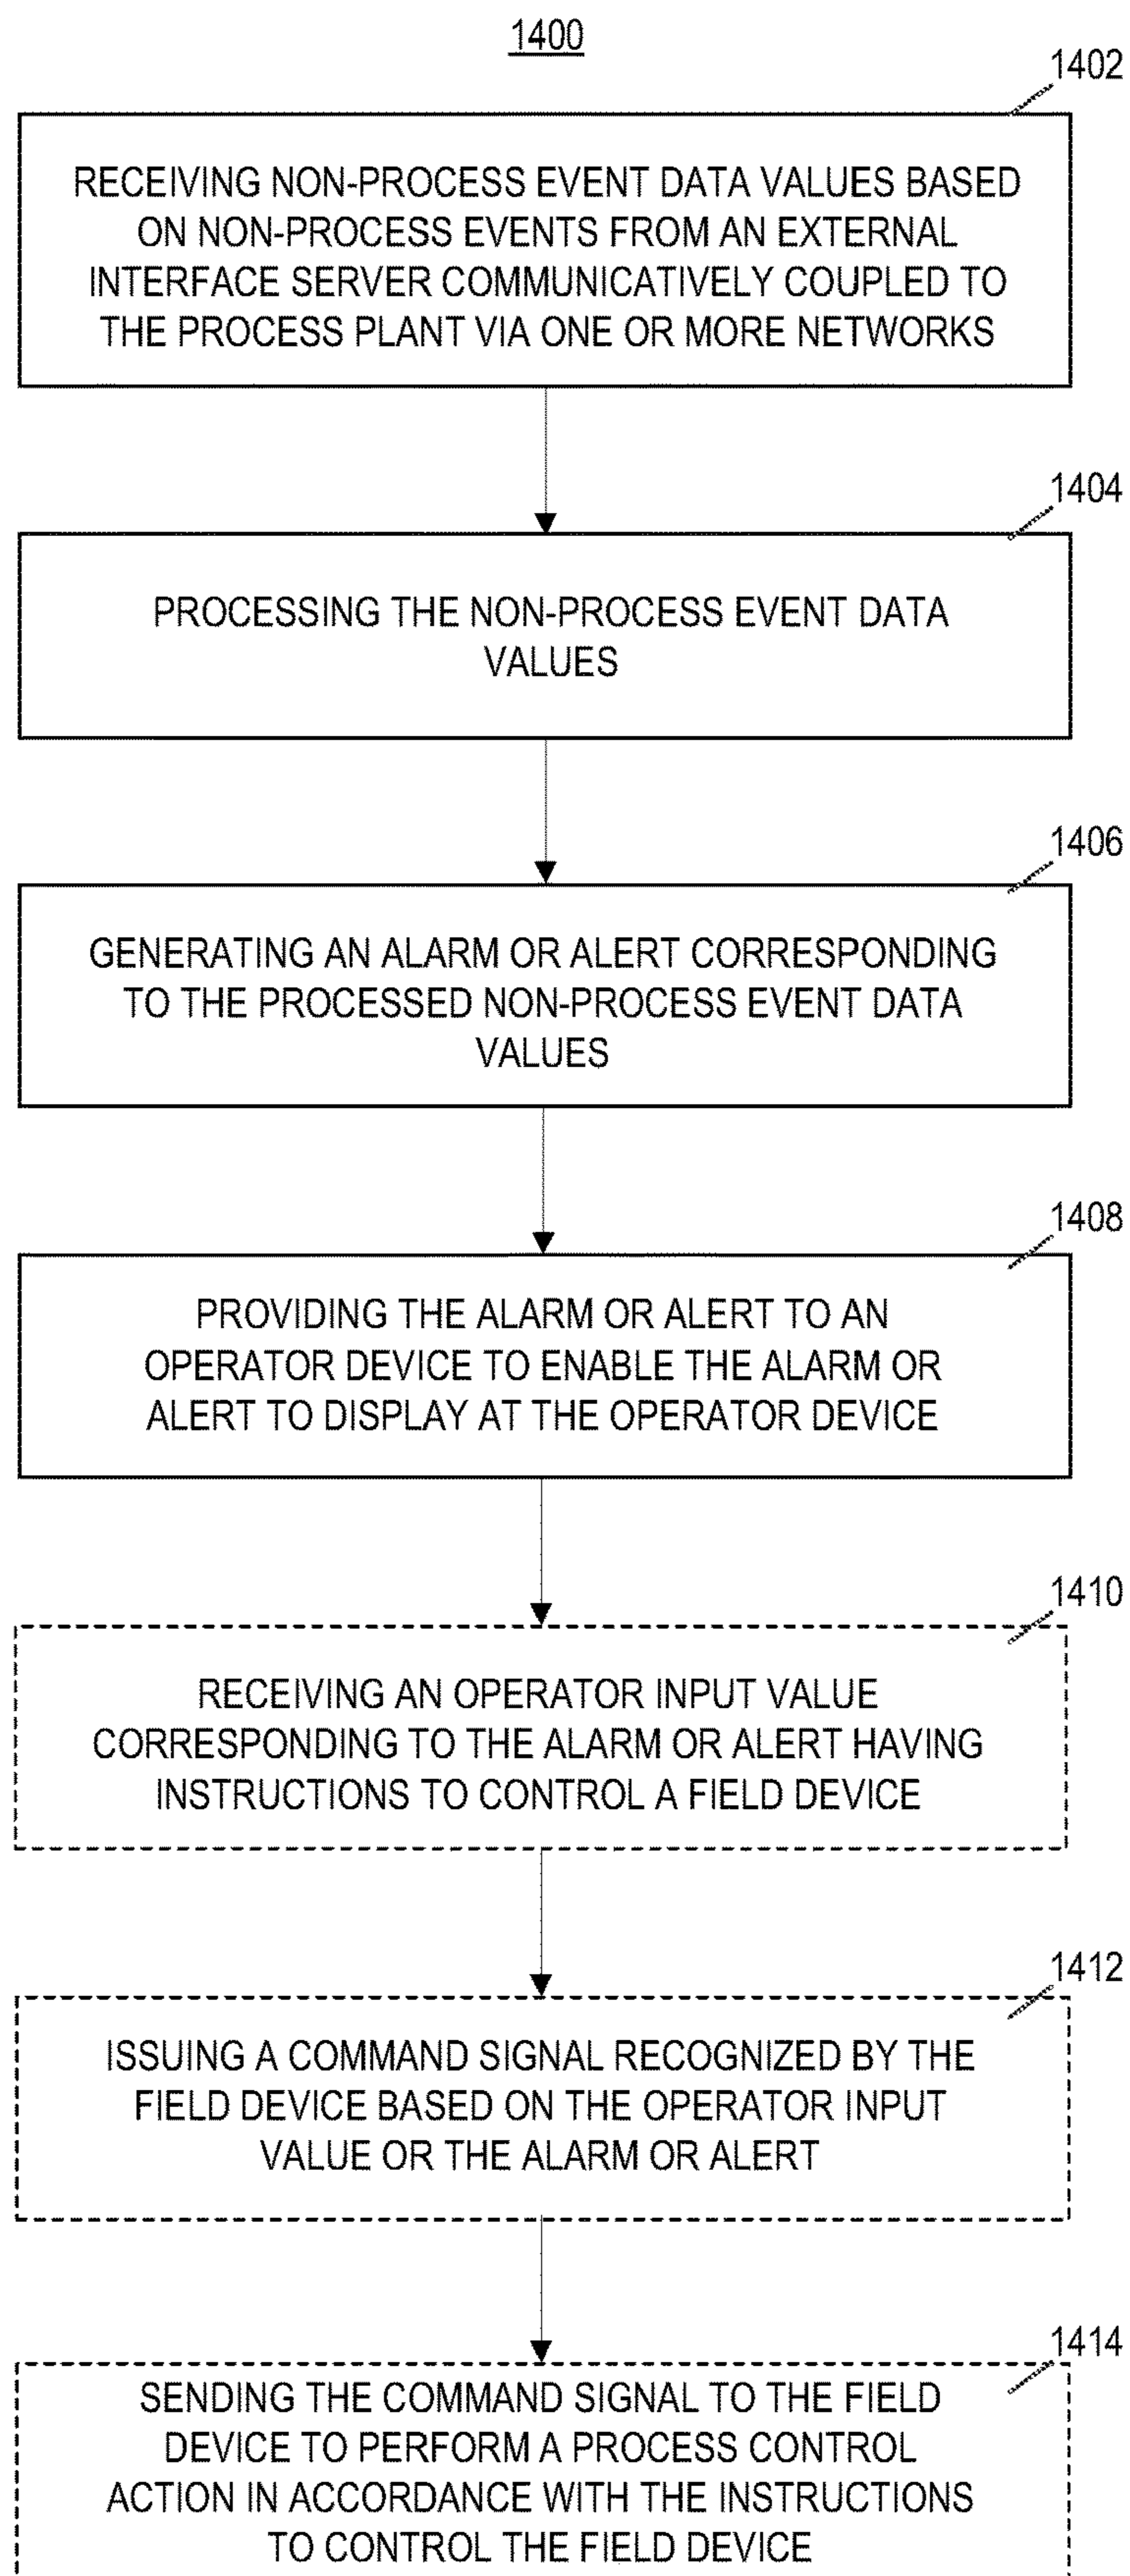 1400
1402
RECEIVING NON-PROCESS EVENT DATA VALUES BASED
ON NON-PROCESS EVENTS FROM AN EXTERNAL
INTERFACE SERVER COMMUNICATIVELY COUPLED TO
THE PROCESS PLANT VIA ONE OR MORE NETWORKS
1404
PROCESSING THE NON-PROCESS EVENT DATA
VALUES
1406
GENERATING AN ALARM OR ALERT CORRESPONDING
TO THE PROCESSED NON-PROCESS EVENT DATA
VALUES
1408
PROVIDING THE ALARM OR ALERT TO AN
OPERATOR DEVICE TO ENABLE THE ALARM OR
ALERT TO DISPLAY AT THE OPERATOR DEVICE
1410
RECEIVING AN OPERATOR INPUT VALUE
CORRESPONDING TO THE ALARM OR ALERT HAVING
INSTRUCTIONS TO CONTROL A FIELD DEVICE
1412
ISSUING A COMMAND SIGNAL RECOGNIZED BY THE
FIELD DEVICE BASED ON THE OPERATOR INPUT
VALUE OR THE ALARM OR ALERT
1414
SENDING THE COMMAND SIGNAL TO THE FIELD
DEVICE TO PERFORM A PROCESS CONTROL
ACTION IN ACCORDANCE WITH THE INSTRUCTIONS
TO CONTROL THE FIELD DEVICE